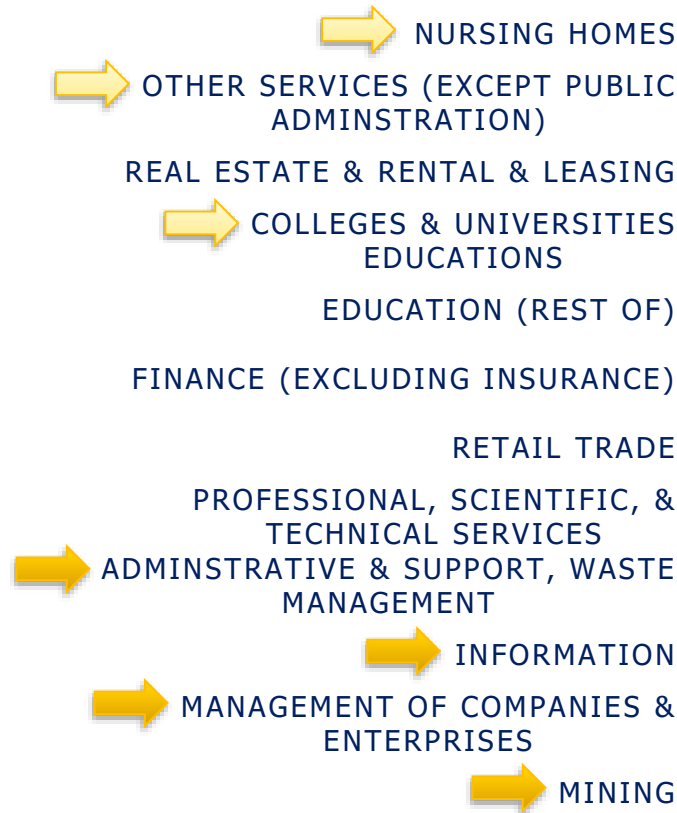 NURSING HOMES
OTHER SERVICES (EXCEPT PUBLIC
ADMINSTRATION)
REAL ESTATE & RENTAL & LEASING
COLLEGES & UNIVERSITIES
EDUCATIONS
EDUCATION (REST OF)
FINANCE (EXCLUDING INSURANCE)
RETAIL TRADE
PROFESSIONAL, SCIENTIFIC, &
TECHNICAL SERVICES
ADMINSTRATIVE & SUPPORT, WASTE
MANAGEMENT
INFORMATION
MANAGEMENT OF COMPANIES &
ENTERPRISES
MINING